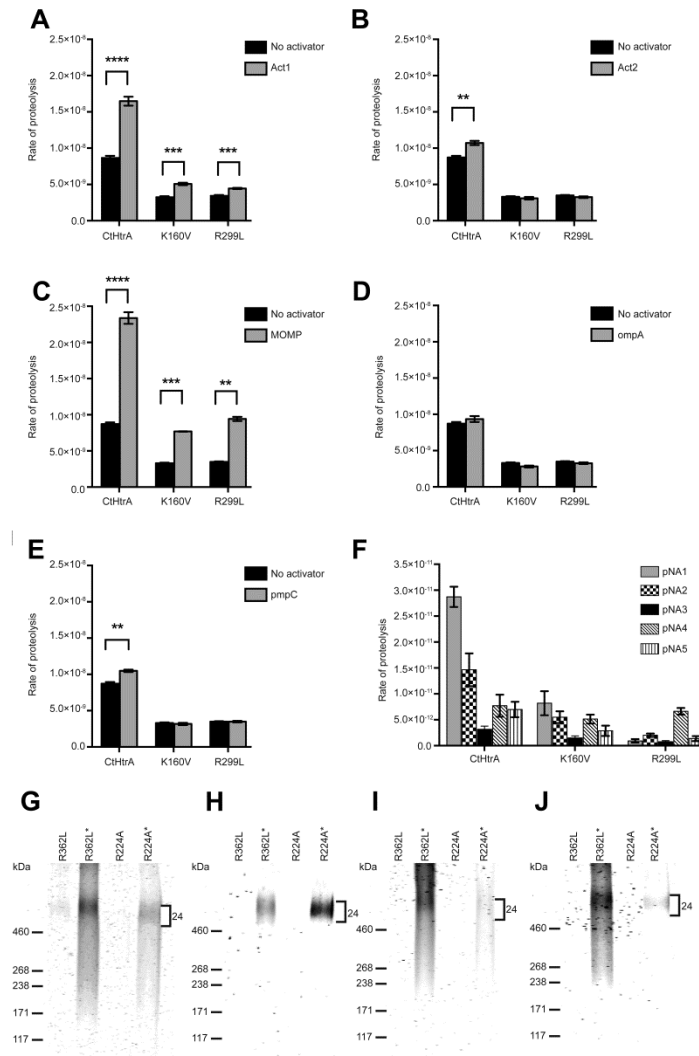 A
Rate of proteolysis
2.5×10⁻⁸
2.0×10⁻⁸
1.5×10⁻⁸
1.0×10⁻⁸
5.0×10⁻⁹
0.0
****
***
***
No activator
Act1
CtHtrA
K160V
R299L
B
Rate of proteolysis
2.5×10⁻⁸
2.0×10⁻⁸
1.5×10⁻⁸
1.0×10⁻⁸
5.0×10⁻⁹
0.0
**
No activator
Act2
CtHtrA
K160V
R299L
C
Rate of proteolysis
2.5×10⁻⁸
2.0×10⁻⁸
1.5×10⁻⁸
1.0×10⁻⁸
5.0×10⁻⁹
0.0
****
***
**
No activator
MOMP
CtHtrA
K160V
R299L
D
Rate of proteolysis
2.5×10⁻⁸
2.0×10⁻⁸
1.5×10⁻⁸
1.0×10⁻⁸
5.0×10⁻⁹
0.0
No activator
ompA
CtHtrA
K160V
R299L
E
Rate of proteolysis
2.5×10⁻⁸
2.0×10⁻⁸
1.5×10⁻⁸
1.0×10⁻⁸
5.0×10⁻⁹
0.0
**
No activator
pmpC
CtHtrA
K160V
R299L
F
Rate of proteolysis
3.5×10⁻¹¹
3.0×10⁻¹¹
2.5×10⁻¹¹
2.0×10⁻¹¹
1.5×10⁻¹¹
1.0×10⁻¹¹
5.0×10⁻¹²
0.0
pNA1
pNA2
pNA3
pNA4
pNA5
CtHtrA
K160V
R299L
G
R362L
R362L*
R224A
R224A*
kDa
24
460
268
238
171
117
H
R362L
R362L*
R224A
R224A*
kDa
24
460
268
238
171
117
I
R362L
R362L*
R224A
R224A*
kDa
24
460
268
238
171
117
J
R362L
R362L*
R224A
R224A*
kDa
24
460
268
238
171
117